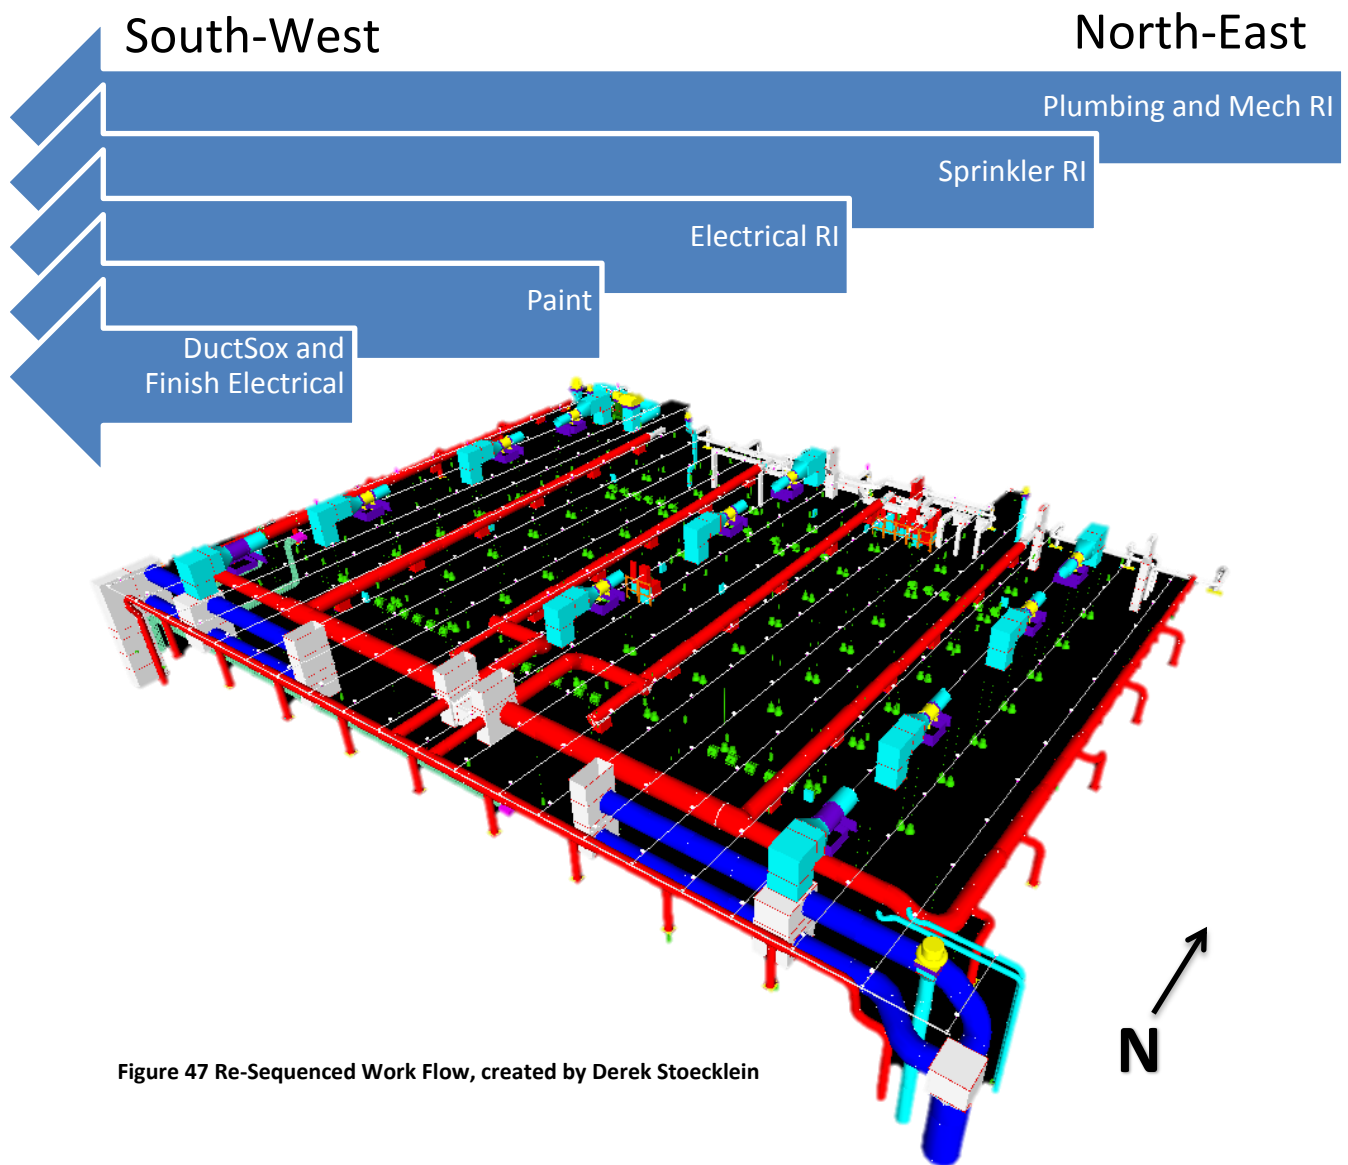 South-West
North-East
Plumbing and Mech RI
Sprinkler RI
Electrical RI
Paint
DuctSox and
Finish Electrical
N
Figure 47 Re-Sequenced Work Flow, created by Derek Stoecklein